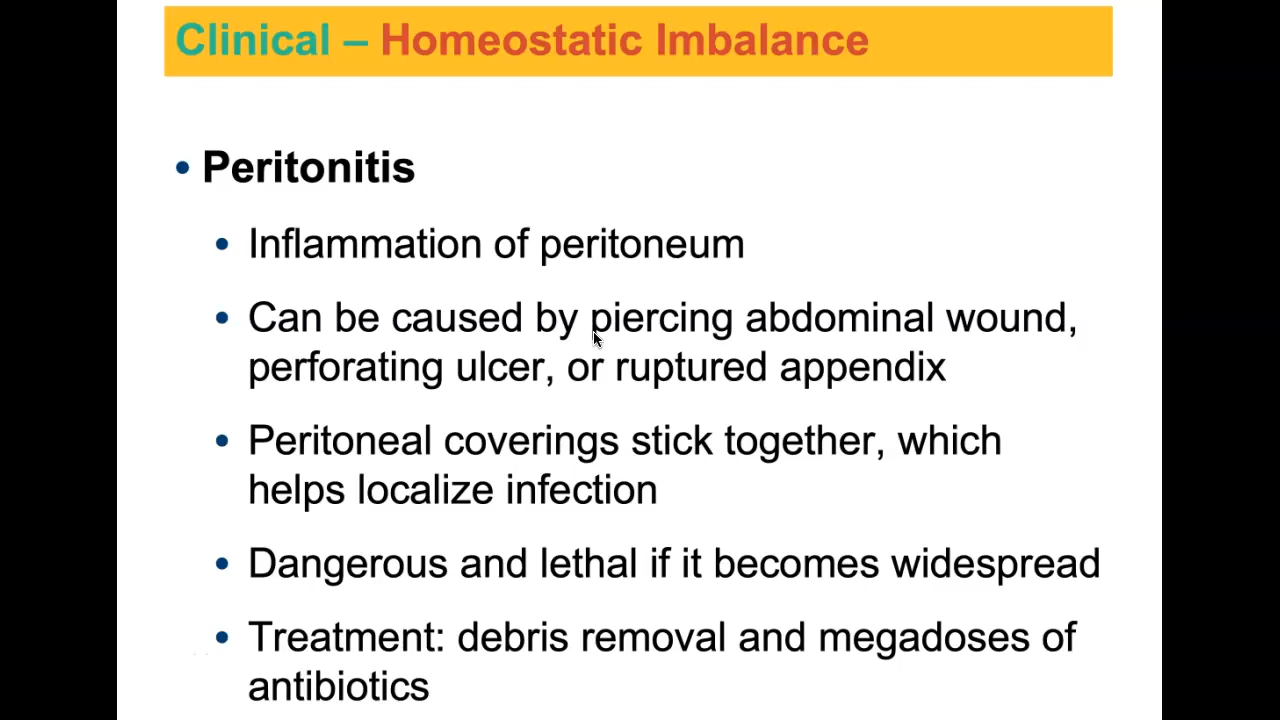 Clinical – Homeostatic Imbalance
• Peritonitis
• Inflammation of peritoneum
• Can be caused by piercing abdominal wound,
perforating ulcer, or ruptured appendix
• Peritoneal coverings stick together, which
helps localize infection
• Dangerous and lethal if it becomes widespread
• Treatment: debris removal and megadoses of
antibiotics